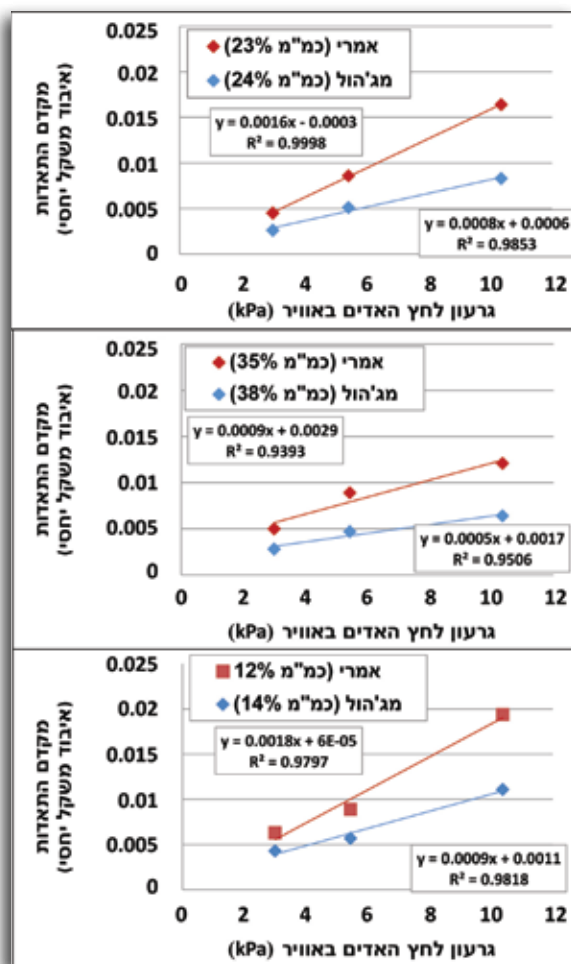 0.025
0.02
0.015
0.01
0.005
0
מקדם התאדות
(איבוד משקל יחסי)
אמרי (כמ"מ 23%)
מג'הול (כמ"מ 24%)
y = 0.0016x - 0.0003
R² = 0.9998
y = 0.0008x + 0.0006
R² = 0.9853
0 2 4 6 8 10 12
גרעון לחץ האדים באוויר (kPa)
0.025
0.02
0.015
0.01
0.005
0
מקדם התאדות
(איבוד משקל יחסי)
אמרי (כמ"מ 35%)
מג'הול (כמ"מ 38%)
y = 0.0009x + 0.0029
R² = 0.9393
y = 0.0005x + 0.0017
R² = 0.9506
0 2 4 6 8 10 12
גרעון לחץ האדים באוויר (kPa)
0.025
0.02
0.015
0.01
0.005
0
מקדם התאדות
(איבוד משקל יחסי)
אמרי (כמ"מ 12%
מג'הול (כמ"מ 14%)
y = 0.0018x + 6E-05
R² = 0.9797
y = 0.0009x + 0.0011
R² = 0.9818
0 2 4 6 8 10 12
גרעון לחץ האדים באוויר (kPa)